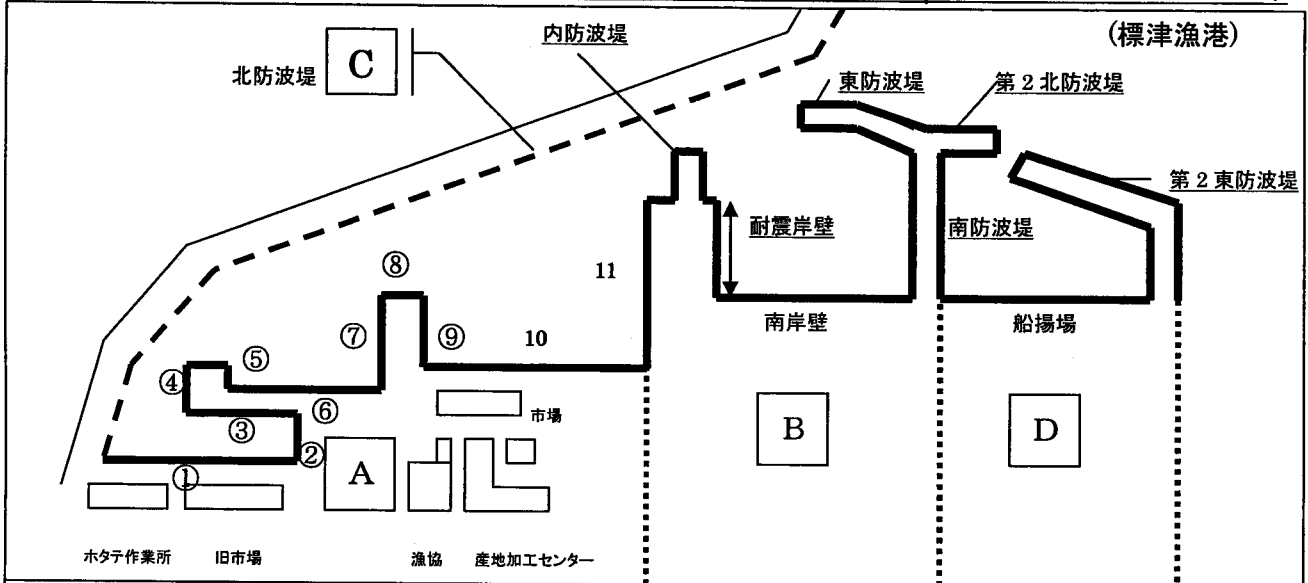 (標津漁港)
内防波堤
C
北防波堤
東防波堤
第2北防波堤
第2東防波堤
耐震岸壁
南防波堤
⑧
11
南岸壁
船揚場
⑦
⑨
10
⑤
④
⑥
市場
③
②
①
A
B
D
ホタテ作業所
旧市場
漁協
産地加工センター